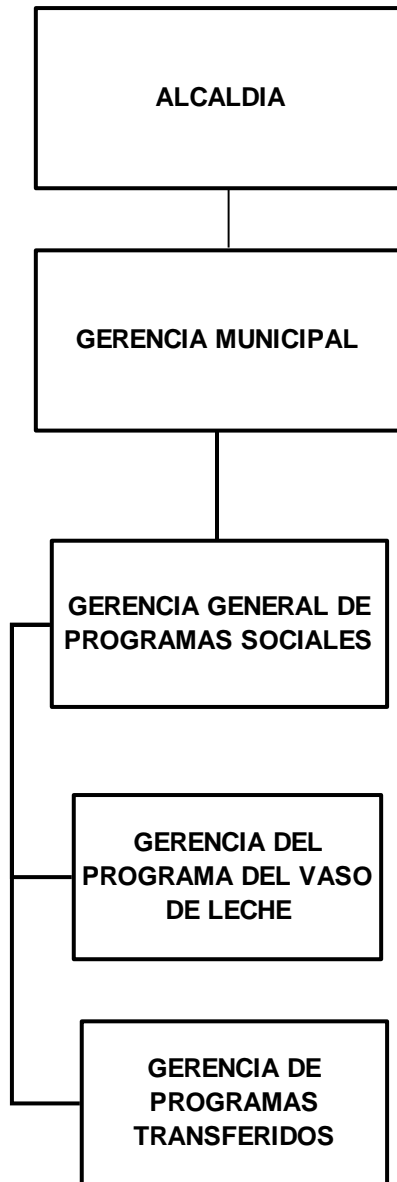 ALCALDIA
GERENCIA MUNICIPAL
GERENCIA GENERAL DE
PROGRAMAS SOCIALES
GERENCIA DEL
PROGRAMA DEL VASO
DE LECHE
GERENCIA DE
PROGRAMAS
TRANSFERIDOS